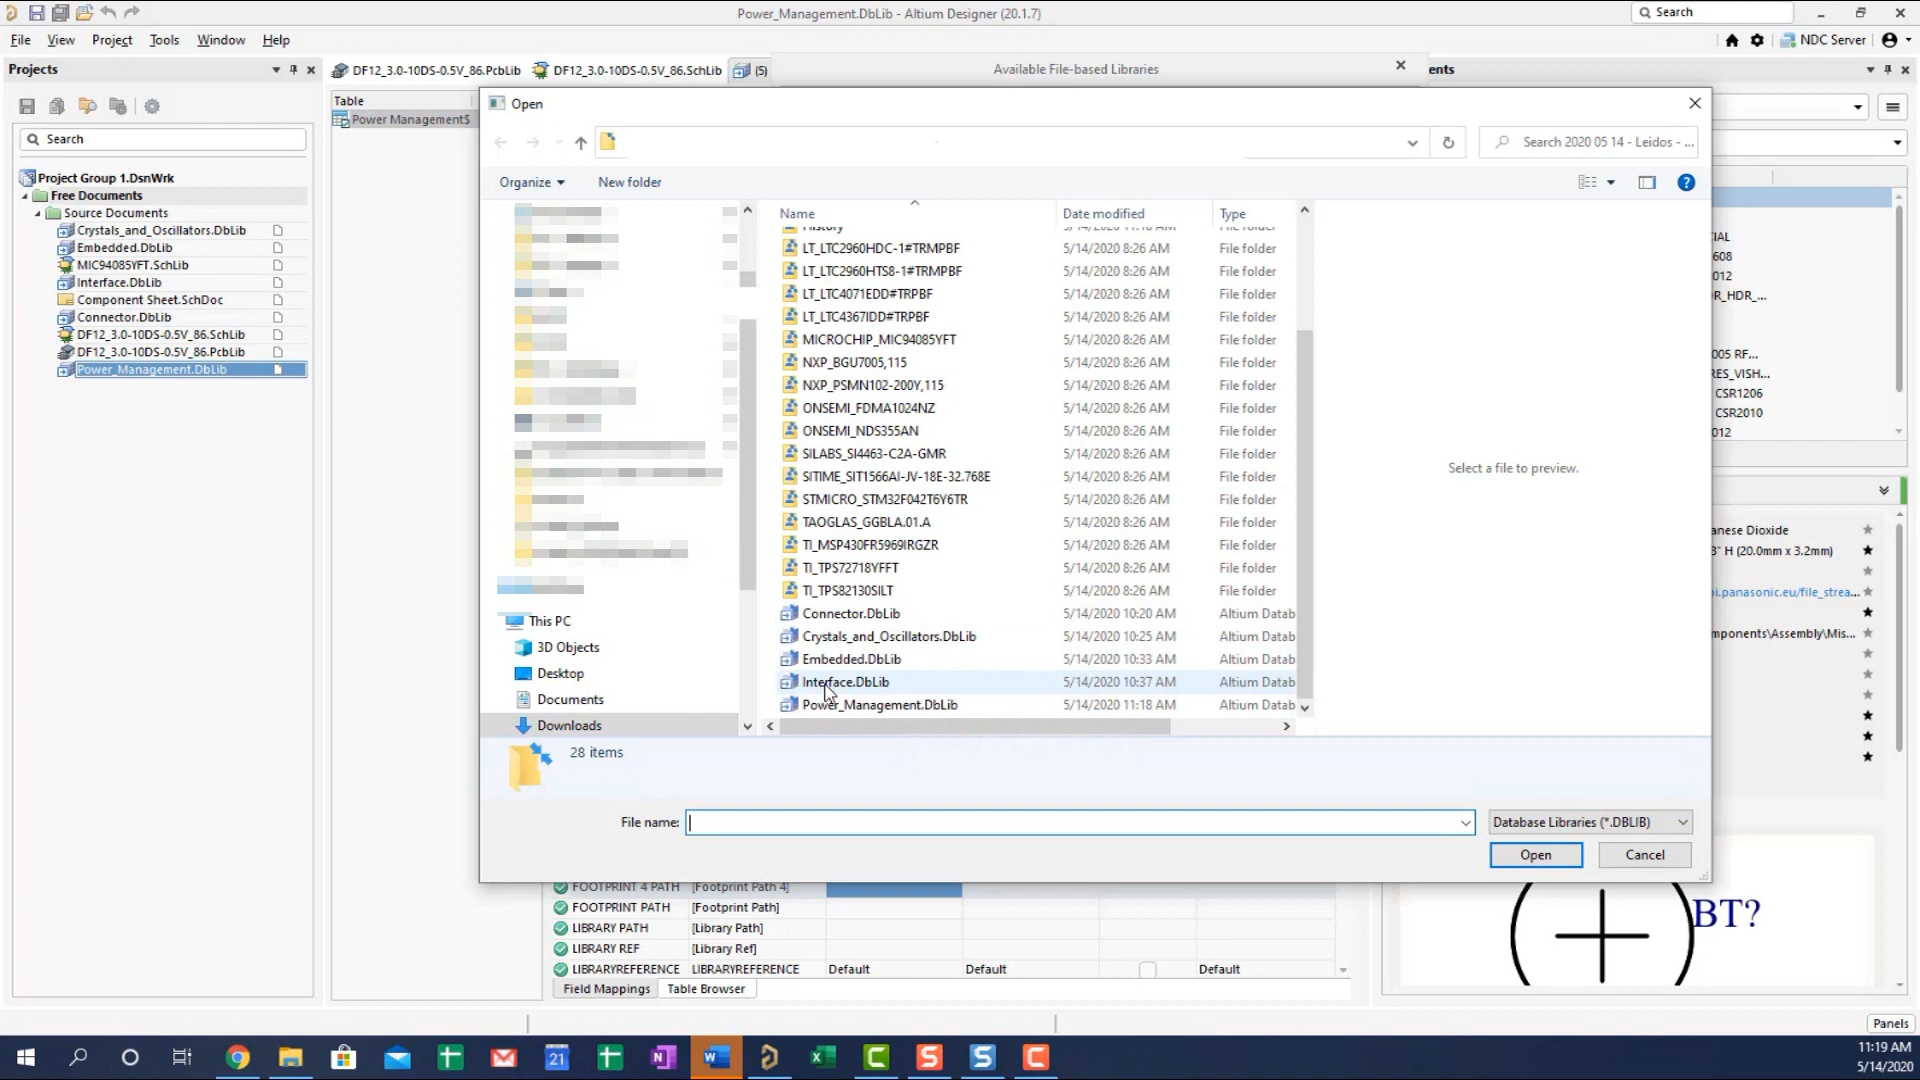 Power_Management.DbLib - Altium Designer (20.1.7)
Search
File View Project Tools Window Help
NDC Server
Projects
DF12_3.0-10DS-0.5V_86.PcbLib
DF12_3.0-10DS-0.5V_86.SchLib
(5)
Available File-based Libraries
ents
Search
Table
Power Management$
Project Group 1.DsnWrk
Free Documents
Source Documents
Crystals_and_Oscillators.DbLib
Embedded.DbLib
MIC94085YFT.SchLib
Interface.DbLib
Component Sheet.SchDoc
Connector.DbLib
DF12_3.0-10DS-0.5V_86.SchLib
DF12_3.0-10DS-0.5V_86.PcbLib
Power_Management.DbLib
Open
Search 2020 05 14 - Leidos - ...
Organize
New folder
Name Date modified Type
History 5/14/2020 11:18 AM File folder
LT_LTC2960HDC-1#TRMPBF 5/14/2020 8:26 AM File folder
LT_LTC2960HTS8-1#TRMPBF 5/14/2020 8:26 AM File folder
LT_LTC4071EDD#TRPBF 5/14/2020 8:26 AM File folder
LT_LTC4367IDD#TRPBF 5/14/2020 8:26 AM File folder
MICROCHIP_MIC94085YFT 5/14/2020 8:26 AM File folder
NXP_BGU7005,115 5/14/2020 8:26 AM File folder
NXP_PSMN102-200Y,115 5/14/2020 8:26 AM File folder
ONSEMI_FDMA1024NZ 5/14/2020 8:26 AM File folder
ONSEMI_NDS355AN 5/14/2020 8:26 AM File folder
SILABS_SI4463-C2A-GMR 5/14/2020 8:26 AM File folder
SITIME_SIT1566AI-JV-18E-32.768E 5/14/2020 8:26 AM File folder
STMICRO_STM32F042T6Y6TR 5/14/2020 8:26 AM File folder
TAOGLAS_GGBLA.01.A 5/14/2020 8:26 AM File folder
TI_MSP430FR5969IRGZR 5/14/2020 8:26 AM File folder
TI_TPS72718YFFT 5/14/2020 8:26 AM File folder
TI_TPS82130SILT 5/14/2020 8:26 AM File folder
Connector.DbLib 5/14/2020 10:20 AM Altium Datab
Crystals_and_Oscillators.DbLib 5/14/2020 10:25 AM Altium Datab
Embedded.DbLib 5/14/2020 10:33 AM Altium Datab
Interface.DbLib 5/14/2020 10:37 AM Altium Datab
Power_Management.DbLib 5/14/2020 11:18 AM Altium Datab
This PC
3D Objects
Desktop
Documents
Downloads
Select a file to preview.
28 items
File name:
Database Libraries (*.DBLIB)
Open
Cancel
IAL
608
012
R_HDR_...
005 RF...
RES_VISH...
CSR1206
CSR2010
012
anese Dioxide
3" H (20.0mm x 3.2mm)
pi.panasonic.eu/file_strea...
mponents\Assembly\Mis...
BT?
FOOTPRINT 4 PATH [Footprint Path 4]
FOOTPRINT PATH [Footprint Path]
LIBRARY PATH [Library Path]
LIBRARY REF [Library Ref]
LIBRARYREFERENCE LIBRARYREFERENCE Default Default Default
Field Mappings Table Browser
Panels
21
11:19 AM
5/14/2020